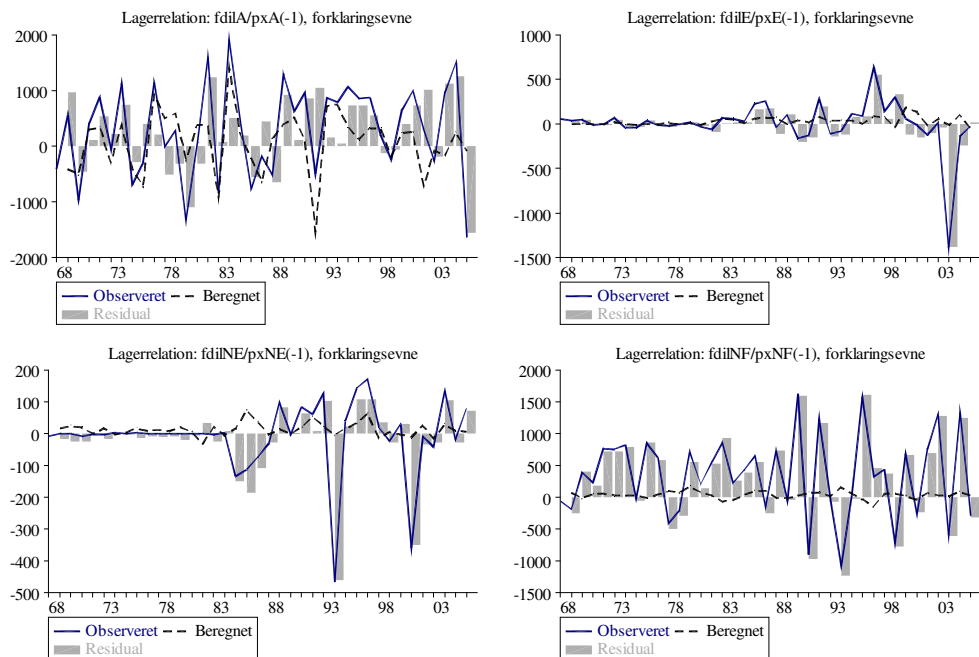 Lagerrelation: fdilA/pxA(-1), forklaringsevne
2000
1000
0
-1000
-2000
68 73 78 83 88 93 98 03
Observeret Beregnet
Residual
Lagerrelation: fdilE/pxE(-1), forklaringsevne
1000
500
0
-500
-1000
-1500
68 73 78 83 88 93 98 03
Observeret Beregnet
Residual
Lagerrelation: fdilNE/pxNE(-1), forklaringsevne
200
100
0
-100
-200
-300
-400
-500
68 73 78 83 88 93 98 03
Observeret Beregnet
Residual
Lagerrelation: fdilNF/pxNF(-1), forklaringsevne
2000
1500
1000
500
0
-500
-1000
-1500
68 73 78 83 88 93 98 03
Observeret Beregnet
Residual